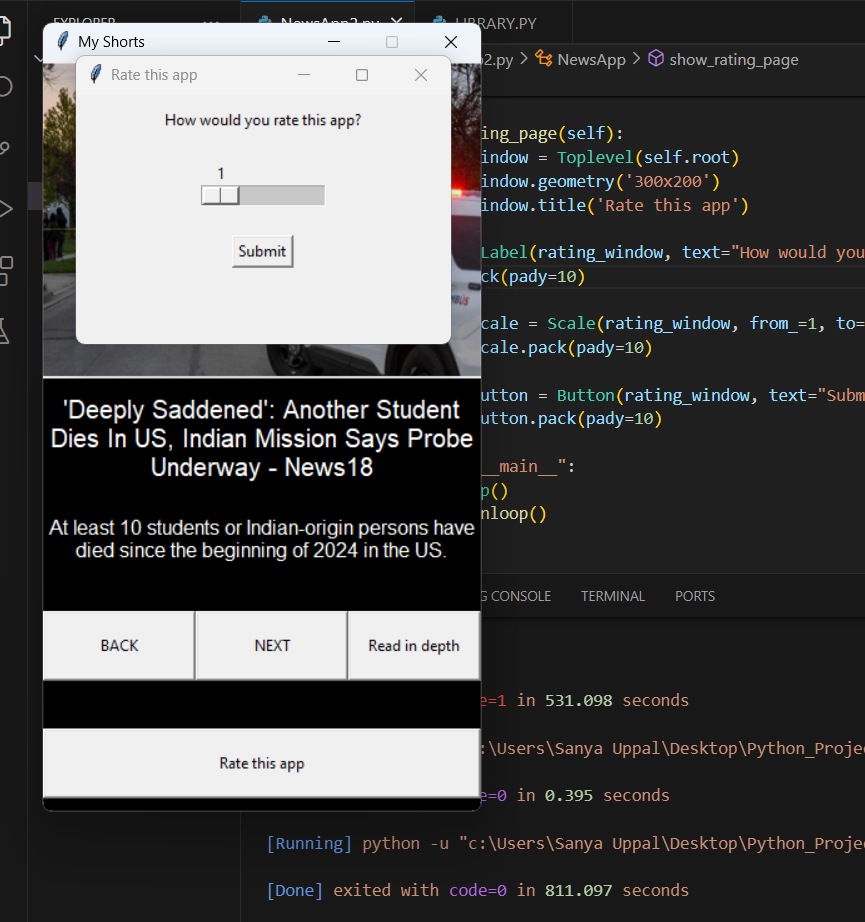 EXPLORER
NewsApp2.py
LIBRARY.PY
My Shorts
2.py > NewsApp > show_rating_page
Rate this app
How would you rate this app?
1
Submit
ing_page(self):
indow = Toplevel(self.root)
indow.geometry('300x200')
indow.title('Rate this app')
Label(rating_window, text="How would you
ck(pady=10)
cale = Scale(rating_window, from_=1, to=
cale.pack(pady=10)
utton = Button(rating_window, text="Subm
utton.pack(pady=10)
__main__":
p()
nloop()
'Deeply Saddened': Another Student
Dies In US, Indian Mission Says Probe
Underway - News18
At least 10 students or Indian-origin persons have
died since the beginning of 2024 in the US.
BACK
NEXT
Read in depth
Rate this app
G CONSOLE
TERMINAL
PORTS
e=1 in 531.098 seconds
:\Users\Sanya Uppal\Desktop\Python_Projec
e=0 in 0.395 seconds
[Running] python -u "c:\Users\Sanya Uppal\Desktop\Python_Projec
[Done] exited with code=0 in 811.097 seconds